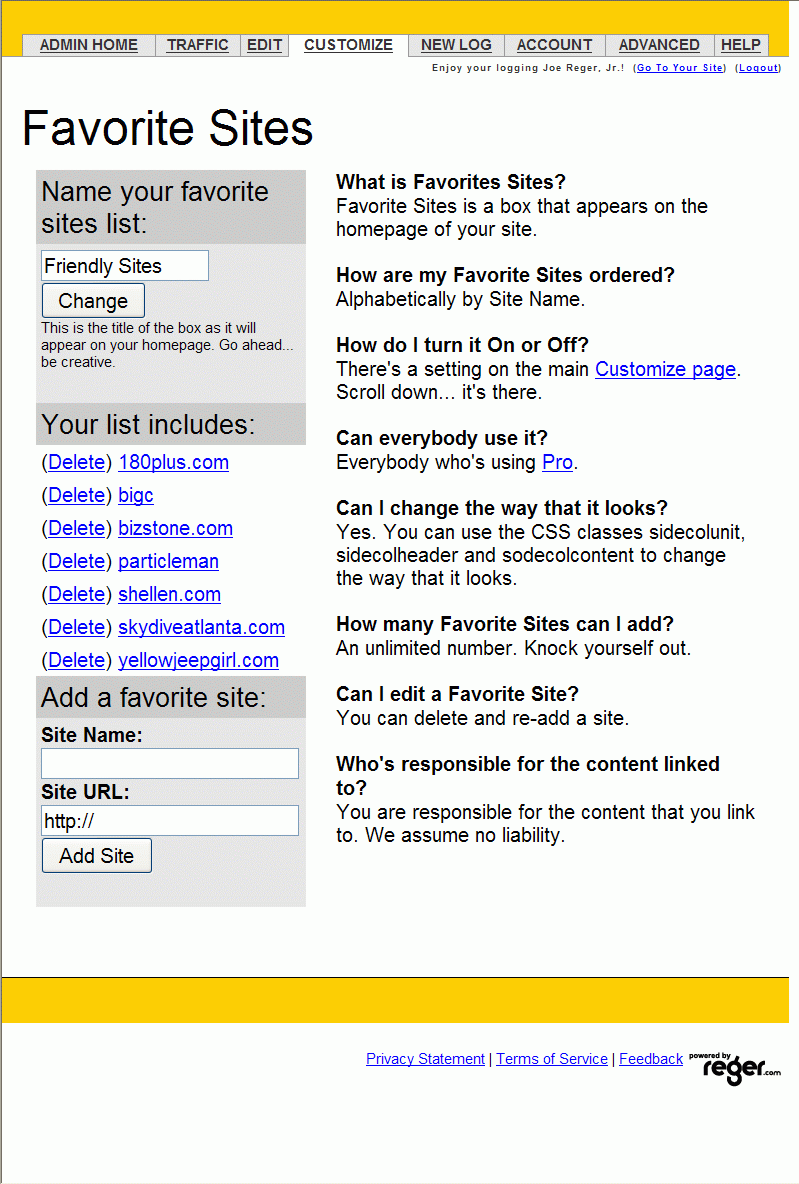 ADMIN HOME TRAFFIC EDIT CUSTOMIZE NEW LOG ACCOUNT ADVANCED HELP
Enjoy your logging Joe Reger, Jr.! (Go To Your Site) (Logout)
Favorite Sites
Name your favorite
sites list:
Friendly Sites
Change
This is the title of the box as it will
appear on your homepage. Go ahead...
be creative.
Your list includes:
(Delete) 180plus.com
(Delete) bigc
(Delete) bizstone.com
(Delete) particleman
(Delete) shellen.com
(Delete) skydiveatlanta.com
(Delete) yellowjeepgirl.com
Add a favorite site:
Site Name:
Site URL:
http://
Add Site
What is Favorites Sites?
Favorite Sites is a box that appears on the
homepage of your site.
How are my Favorite Sites ordered?
Alphabetically by Site Name.
How do I turn it On or Off?
There's a setting on the main Customize page.
Scroll down... it's there.
Can everybody use it?
Everybody who's using Pro.
Can I change the way that it looks?
Yes. You can use the CSS classes sidecolunit,
sidecolheader and sodecolcontent to change
the way that it looks.
How many Favorite Sites can I add?
An unlimited number. Knock yourself out.
Can I edit a Favorite Site?
You can delete and re-add a site.
Who's responsible for the content linked
to?
You are responsible for the content that you link
to. We assume no liability.
Privacy Statement | Terms of Service | Feedback
powered by
reger.com